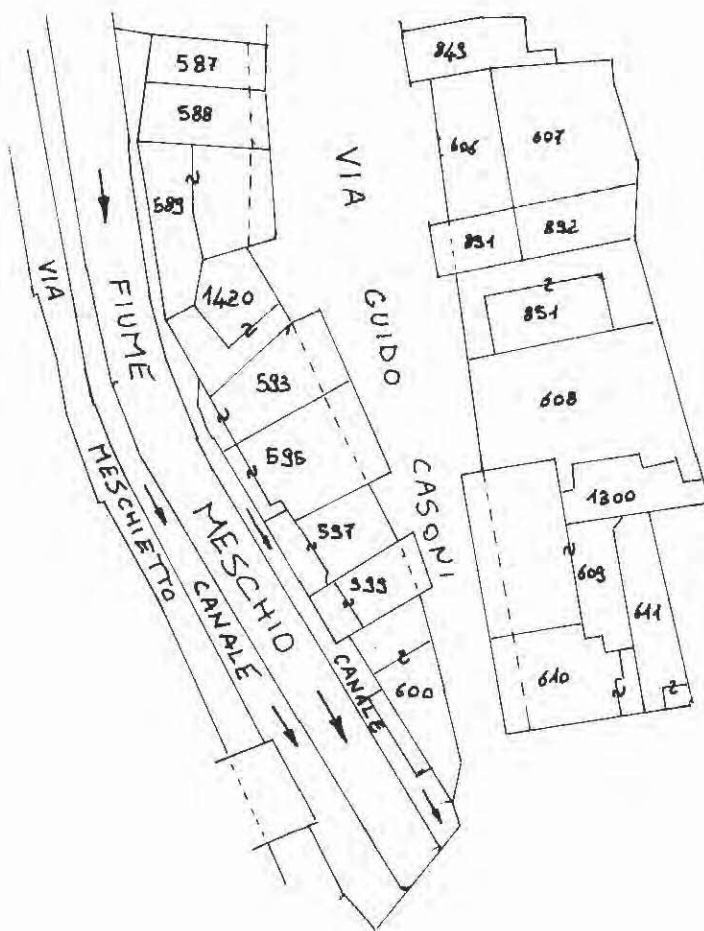 843
587
588
606
607
VIA
589
891
892
VIA
FIUME
1420
851
GUIDO
593
608
595
MESCHIETTO
CASONI
1300
MESCHIO
597
599
609
CANALE
611
CANALE
600
610